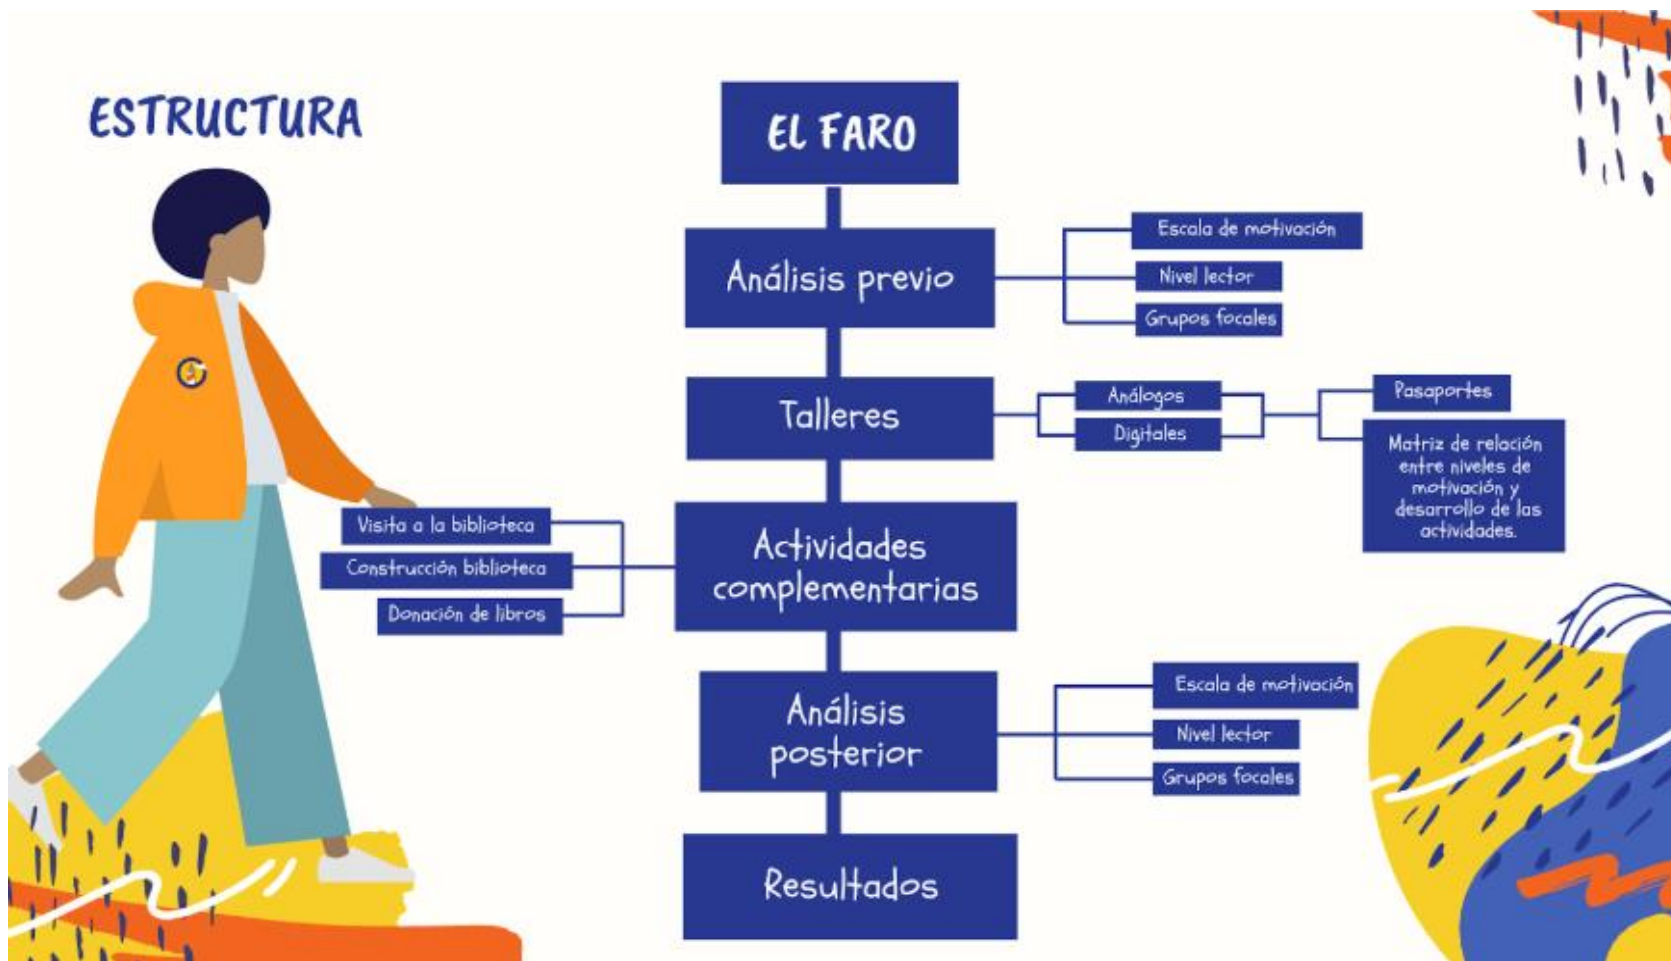 ESTRUCTURA
EL FARO
Análisis previo
Escala de motivación
Nivel lector
Grupos focales
Talleres
Análogos
Digitales
Pasaportes
Matriz de relación
entre niveles de
motivación y
desarrollo de las
actividades.
Actividades
complementarias
Visita a la biblioteca
Construcción biblioteca
Donación de libros
Análisis
posterior
Escala de motivación
Nivel lector
Grupos focales
Resultados